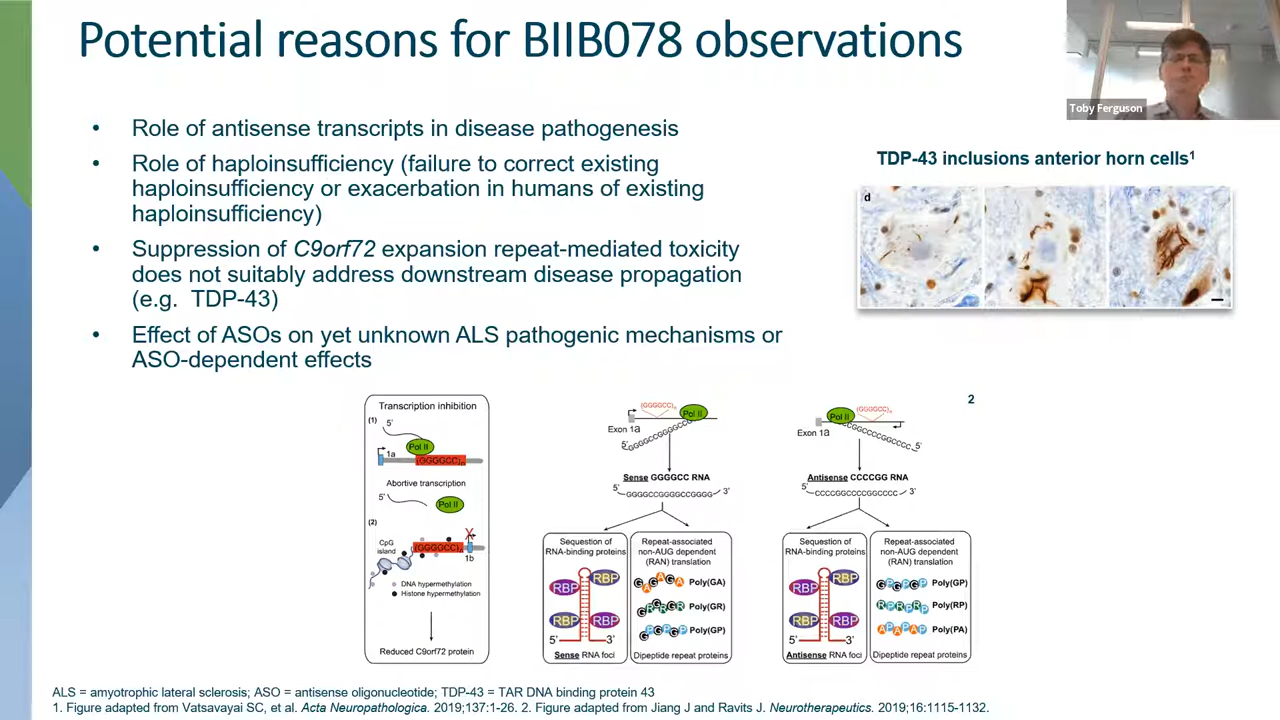 Potential reasons for BIIB078 observations
Toby Ferguson
• Role of antisense transcripts in disease pathogenesis
• Role of haploinsufficiency (failure to correct existing
haploinsufficiency or exacerbation in humans of existing
haploinsufficiency)
• Suppression of C9orf72 expansion repeat-mediated toxicity
does not suitably address downstream disease propagation
(e.g. TDP-43)
• Effect of ASOs on yet unknown ALS pathogenic mechanisms or
ASO-dependent effects
TDP-43 inclusions anterior horn cells1
d
Transcription inhibition
(1)
5'
Pol II
1a
(GGGGCC)n
Abortive transcription
5'
Pol II
(2)
CpG
island
(GGGGCC)n
X
1b
DNA hypermethylation
Histone hypermethylation
Reduced C9orf72 protein
(GGGGCC)n
Pol II
Exon 1a
5'
GGGGCCGGGGCC
Sense GGGGCC RNA
5' GGGGCCGGGGCCGGGG 3'
Sequestion of
RNA-binding proteins
RBP
RBP
RBP
RBP
5' 3'
Sense RNA foci
Repeat-associated
non-AUG dependent
(RAN) translation
GAGAGA Poly(GA)
GRGRGR Poly(GR)
GPGPGP Poly(GP)
Dipeptide repeat proteins
2
Pol II
(GGGGCC)n
Exon 1a
5'
Antisense CCCCGG RNA
5' CCCCGGCCCCGGCCCC 3'
Sequestion of
RNA-binding proteins
RBP
RBP
RBP
RBP
5' 3'
Antisense RNA foci
Repeat-associated
non-AUG dependent
(RAN) translation
GPGPGP Poly(GP)
RPRPRP Poly(RP)
APAPAP Poly(PA)
Dipeptide repeat proteins
ALS = amyotrophic lateral sclerosis; ASO = antisense oligonucleotide; TDP-43 = TAR DNA binding protein 43
1. Figure adapted from Vatsavayai SC, et al. Acta Neuropathologica. 2019;137:1-26. 2. Figure adapted from Jiang J and Ravits J. Neurotherapeutics. 2019;16:1115-1132.